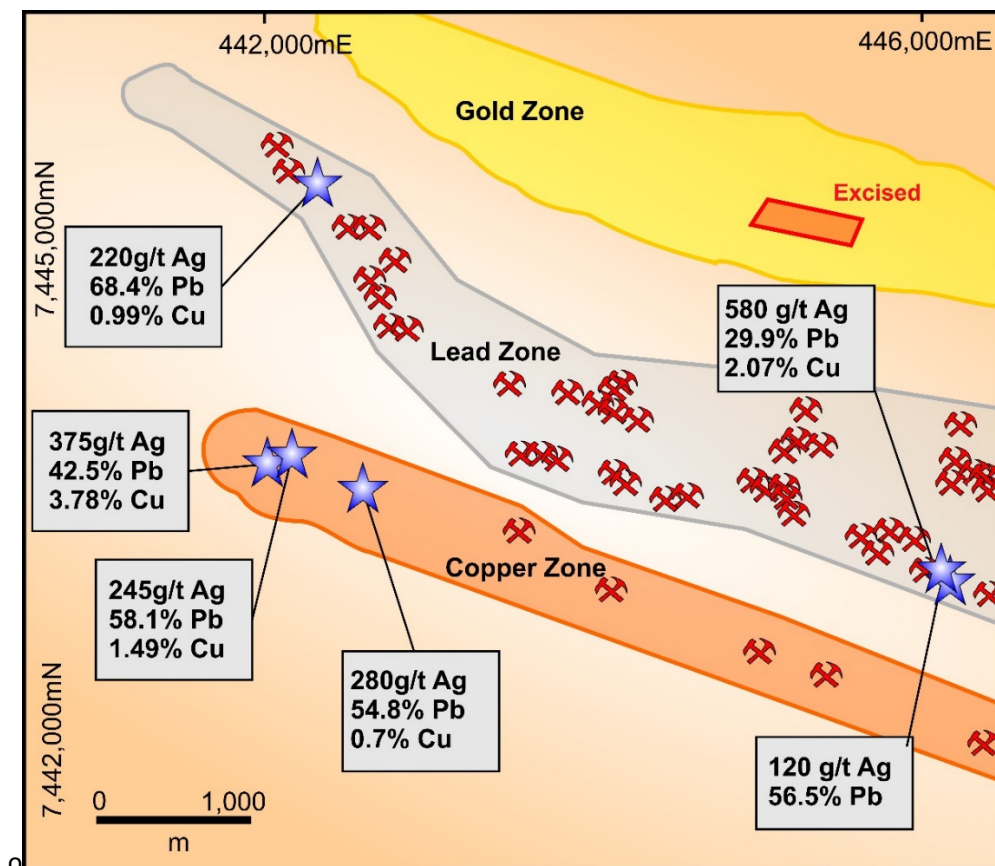 442,000mE
446,000mE
Gold Zone
Excised
7,445,000mN
220g/t Ag
68.4% Pb
0.99% Cu
580 g/t Ag
29.9% Pb
2.07% Cu
Lead Zone
375g/t Ag
42.5% Pb
3.78% Cu
Copper Zone
245g/t Ag
58.1% Pb
1.49% Cu
280g/t Ag
54.8% Pb
0.7% Cu
7,442,000mN
120 g/t Ag
56.5% Pb
0 1,000
m
o